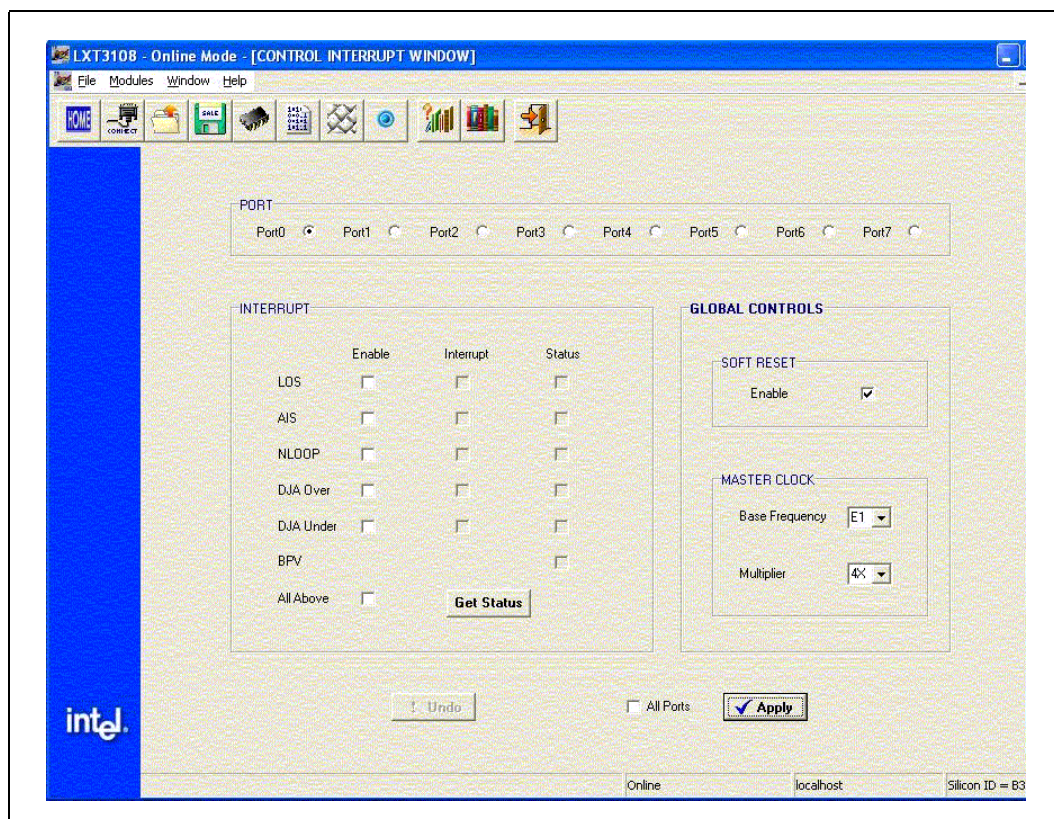 LXT3108 - Online Mode - [CONTROL INTERRUPT WINDOW]
File Modules Window Help
HOME
CONNECT
PORT
Port0 Port1 Port2 Port3 Port4 Port5 Port6 Port7
INTERRUPT
Enable Interrupt Status
LOS
AIS
NLOOP
DJA Over
DJA Under
BPV
All Above Get Status
GLOBAL CONTROLS
SOFT RESET
Enable
MASTER CLOCK
Base Frequency E1
Multiplier 4X
! Undo All Ports Apply
intel.
Online localhost Silicon ID = B3